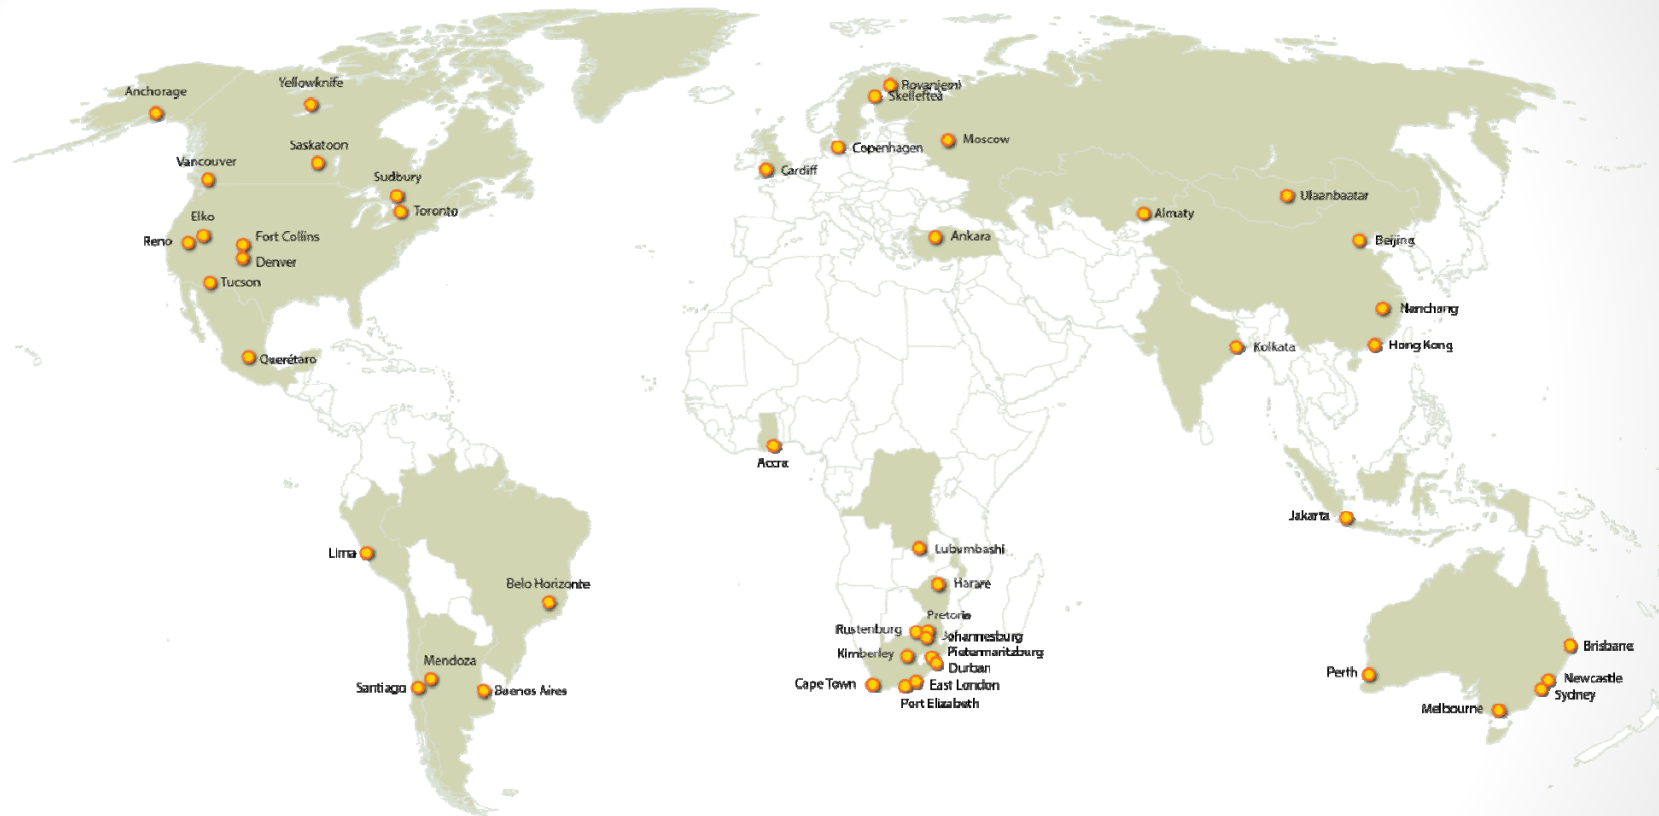 Yellowknife
Anchorage
Rovaniemi
Skelleftea
Saskatoon
Moscow
Copenhagen
Vancouver
Cardiff
Sudbury
Ulaanbaatar
Toronto
Almaty
Elko
Fort Collins
Reno
Ankara
Beijing
Denver
Tucson
Nanchang
Hong Kong
Kolkata
Querétaro
Accra
Jakarta
Lima
Lubumbashi
Belo Horizonte
Harare
Pretoria
Rustenburg
Johannesburg
Brisbane
Kimberley
Pietermaritzburg
Mendoza
Durban
Perth
Newcastle
Cape Town
East London
Santiago
Buenos Aires
Sydney
Port Elizabeth
Melbourne